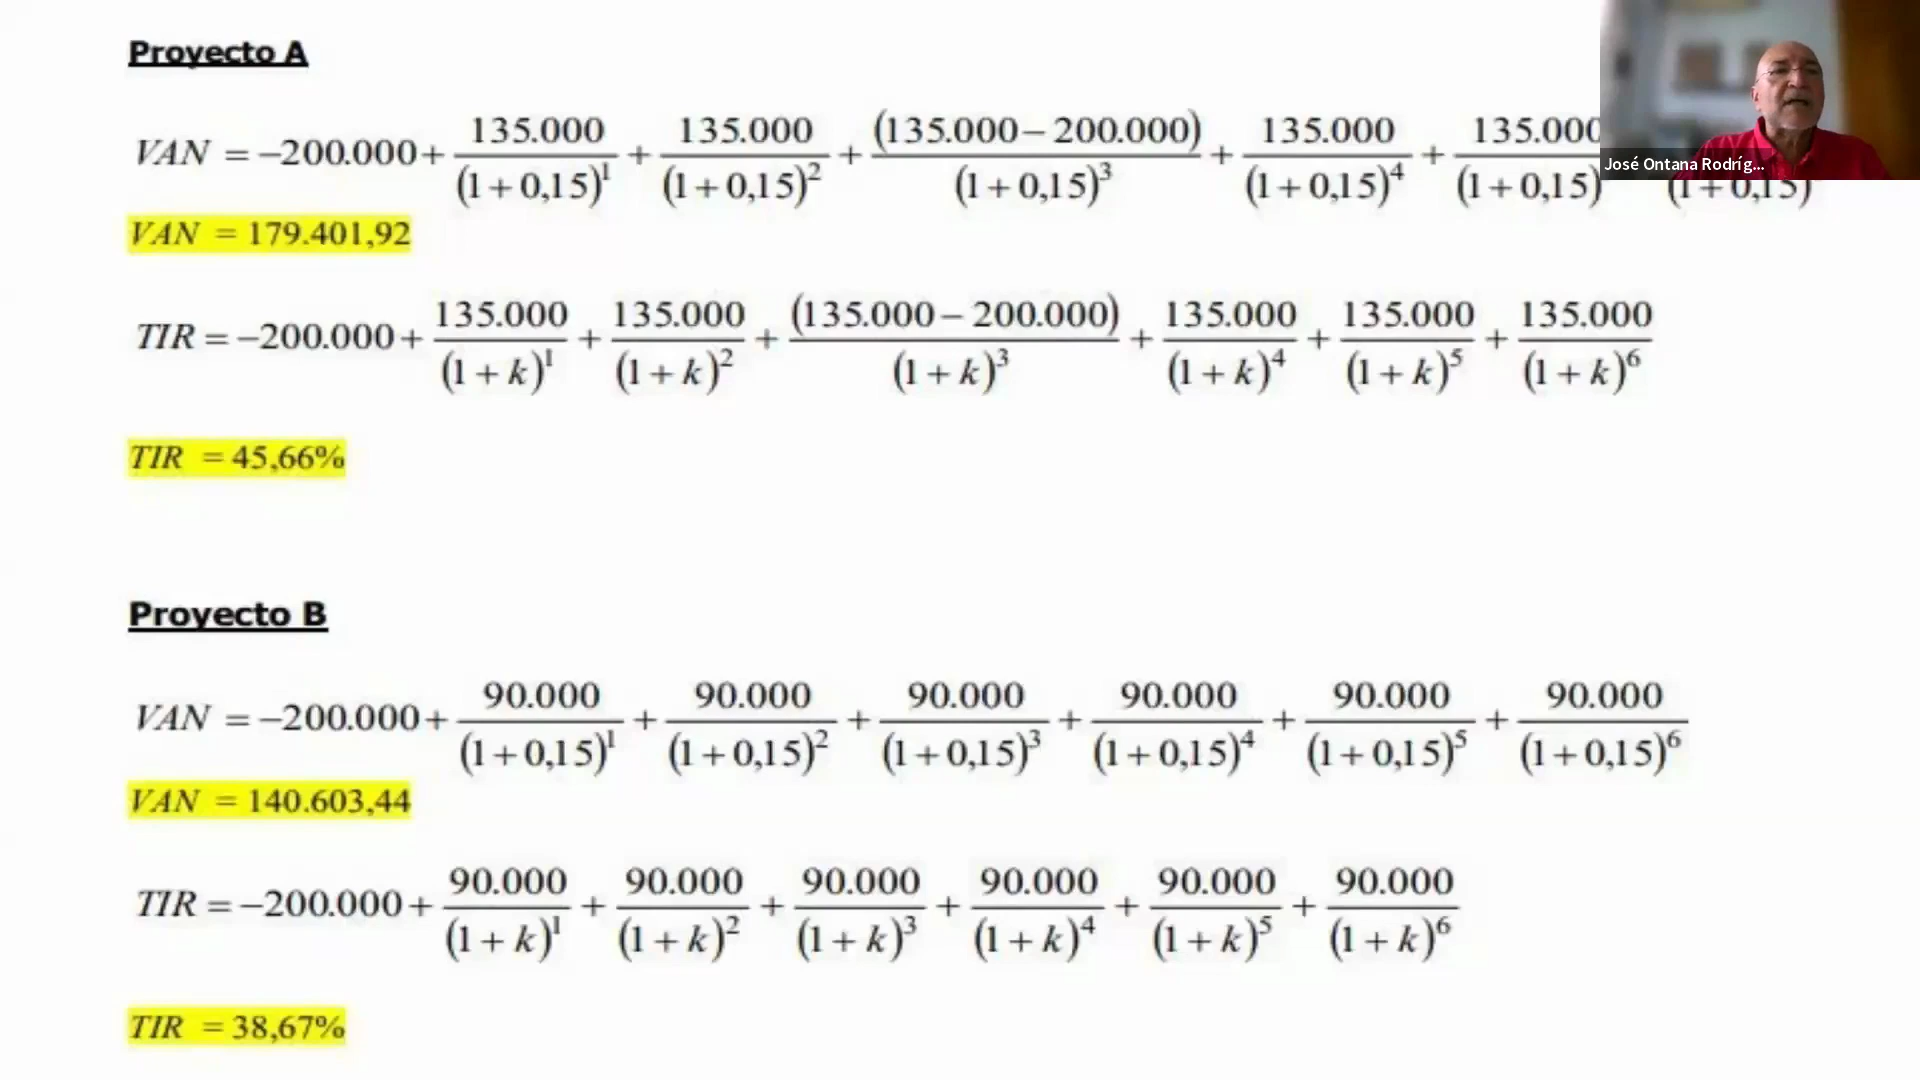 Proyecto A
VAN = −200.000 + 135.000/(1+0,15)¹ + 135.000/(1+0,15)² + (135.000−200.000)/(1+0,15)³ + 135.000/(1+0,15)⁴ + 135.000/(1+0,15) (1+0,15)
José Ontana Rodríg...
VAN = 179.401,92
TIR = −200.000 + 135.000/(1+k)¹ + 135.000/(1+k)² + (135.000−200.000)/(1+k)³ + 135.000/(1+k)⁴ + 135.000/(1+k)⁵ + 135.000/(1+k)⁶
TIR = 45,66%
Proyecto B
VAN = −200.000 + 90.000/(1+0,15)¹ + 90.000/(1+0,15)² + 90.000/(1+0,15)³ + 90.000/(1+0,15)⁴ + 90.000/(1+0,15)⁵ + 90.000/(1+0,15)⁶
VAN = 140.603,44
TIR = −200.000 + 90.000/(1+k)¹ + 90.000/(1+k)² + 90.000/(1+k)³ + 90.000/(1+k)⁴ + 90.000/(1+k)⁵ + 90.000/(1+k)⁶
TIR = 38,67%